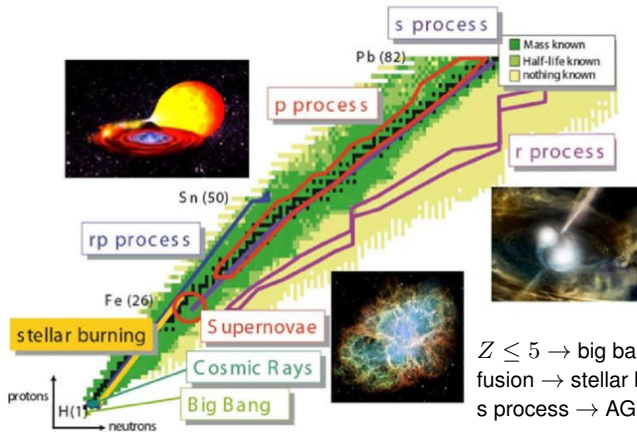 s process
Mass known
Half-life known
nothing known
Pb (82)
p process
r process
Sn (50)
rp process
Fe (26)
stellar burning
Supernovae
Cosmic Rays
protons
H(1)
Big Bang
neutrons
Z ≤ 5 → big ba
fusion → stellar
s process → AG